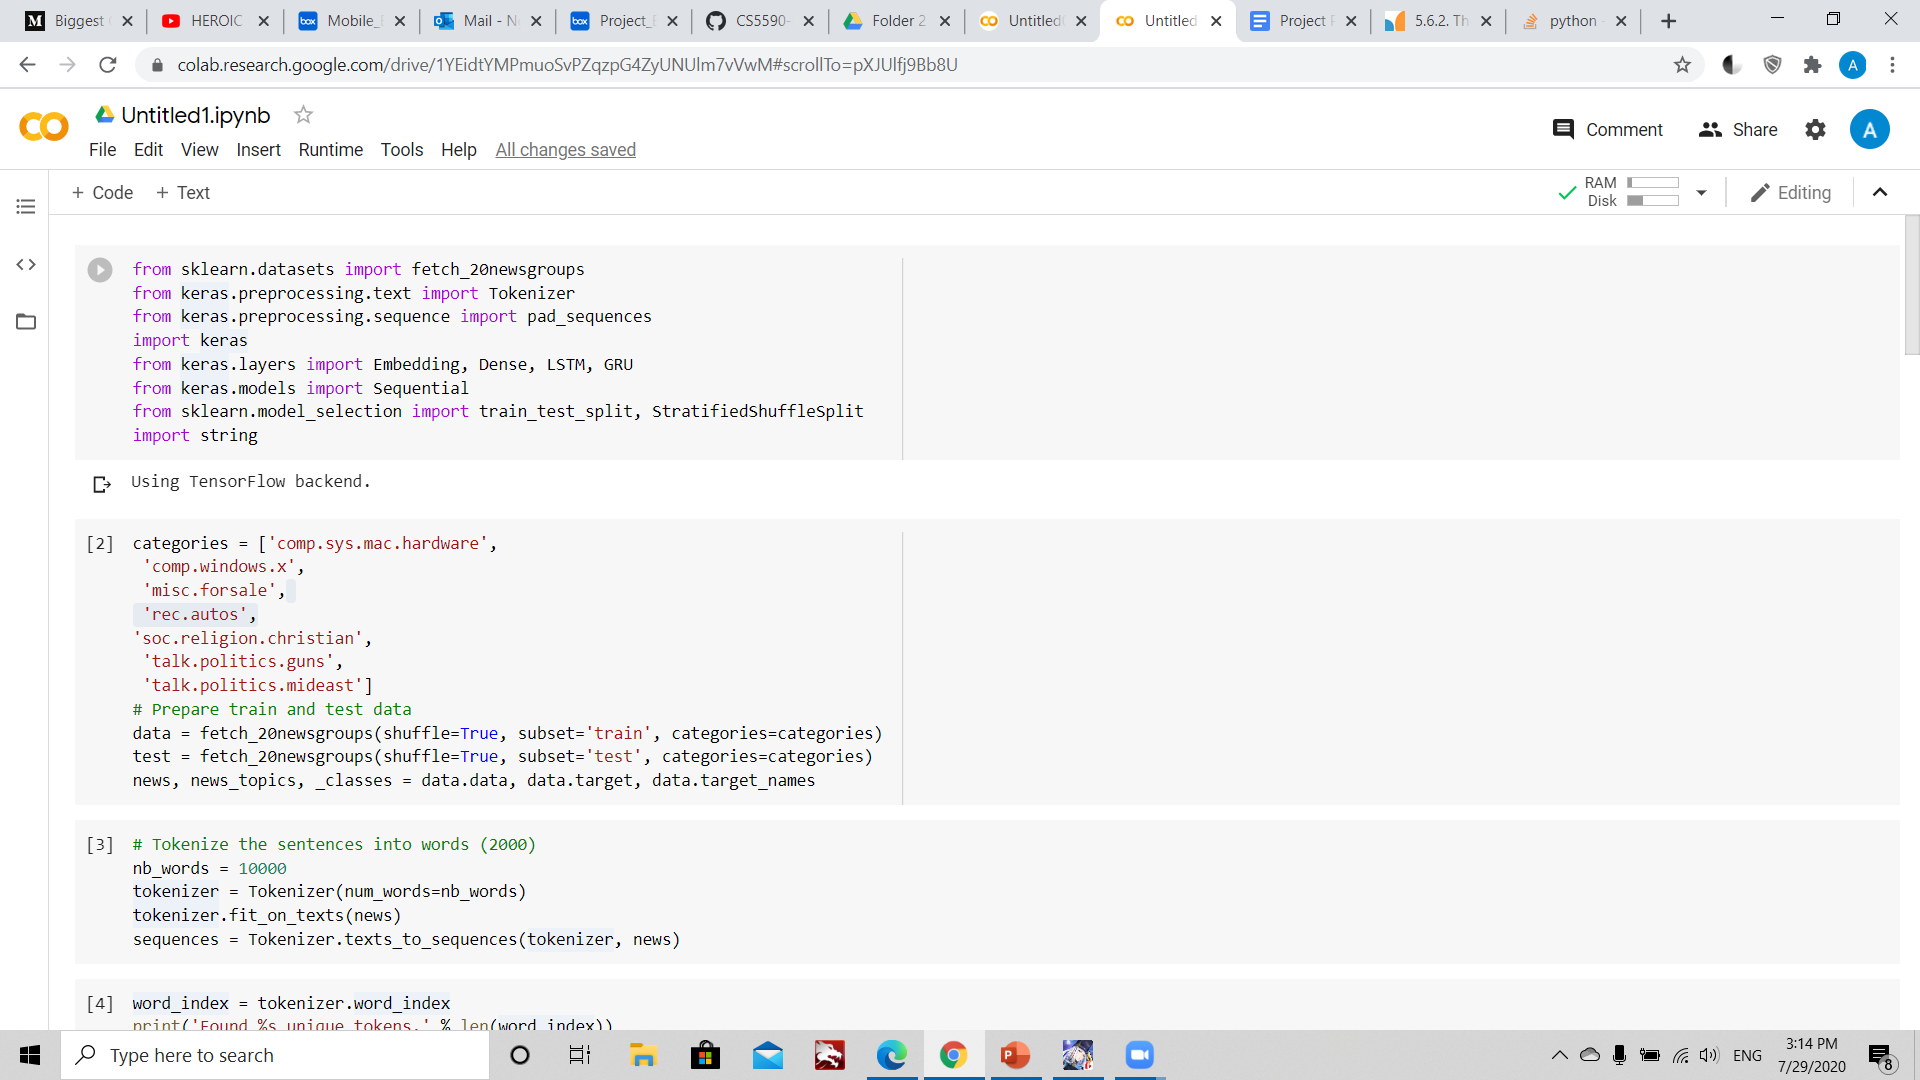 Biggest
HEROIC
Mobile_
Mail - N
Project_
CS5590-
Folder 2
Untitled
Untitled
Project
5.6.2. Th
python
colab.research.google.com/drive/1YEidtYMPmuoSvPZqzpG4ZyUNUlm7vVwM#scrollTo=pXJUlfj9Bb8U
A
Untitled1.ipynb
Comment
Share
A
File Edit View Insert Runtime Tools Help All changes saved
+ Code + Text
RAM
Disk
Editing
from sklearn.datasets import fetch_20newsgroups
from keras.preprocessing.text import Tokenizer
from keras.preprocessing.sequence import pad_sequences
import keras
from keras.layers import Embedding, Dense, LSTM, GRU
from keras.models import Sequential
from sklearn.model_selection import train_test_split, StratifiedShuffleSplit
import string
Using TensorFlow backend.
[2] categories = ['comp.sys.mac.hardware',
'comp.windows.x',
'misc.forsale',
'rec.autos',
'soc.religion.christian',
'talk.politics.guns',
'talk.politics.mideast']
# Prepare train and test data
data = fetch_20newsgroups(shuffle=True, subset='train', categories=categories)
test = fetch_20newsgroups(shuffle=True, subset='test', categories=categories)
news, news_topics, _classes = data.data, data.target, data.target_names
[3] # Tokenize the sentences into words (2000)
nb_words = 10000
tokenizer = Tokenizer(num_words=nb_words)
tokenizer.fit_on_texts(news)
sequences = Tokenizer.texts_to_sequences(tokenizer, news)
[4] word_index = tokenizer.word_index
print('Found %s unique tokens.' % len(word_index))
Type here to search
ENG
3:14 PM
7/29/2020
8